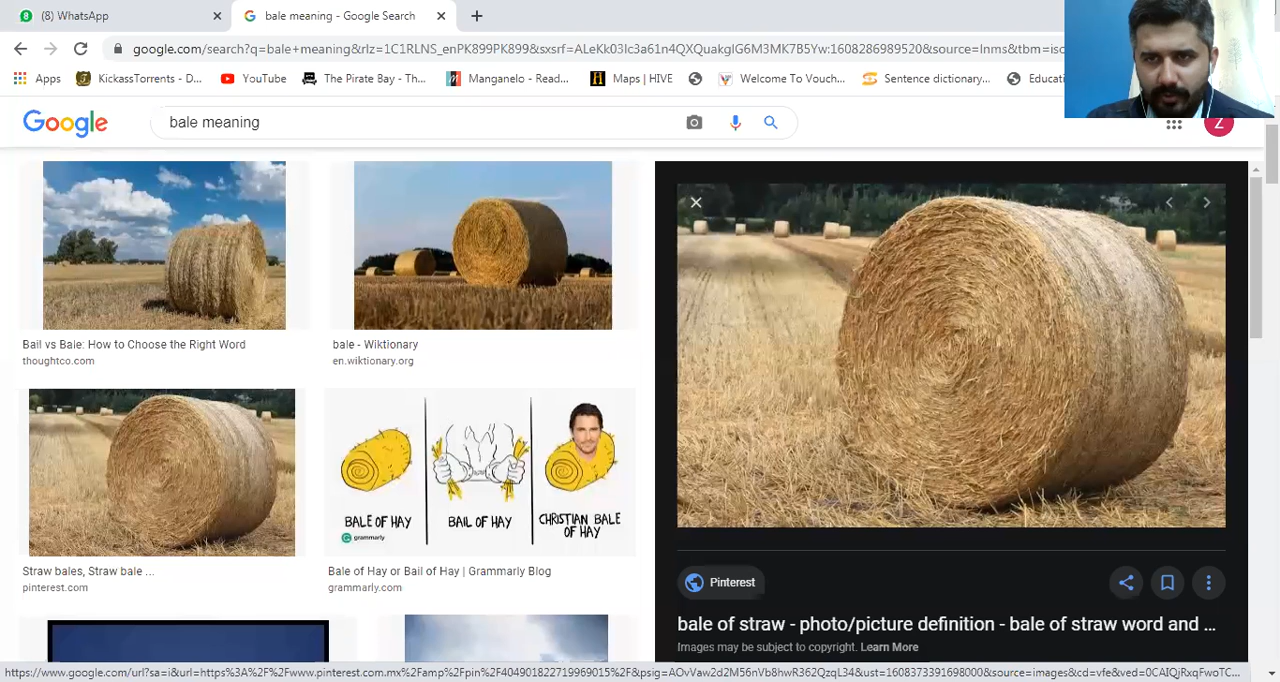 (8) WhatsApp
bale meaning - Google Search
google.com/search?q=bale+meaning&rlz=1C1RLNS_enPK899PK899&sxsrf=ALeKk03lc3a61n4QXQuakgIG6M3MK7B5Yw:1608286989520&source=lnms&tbm=isc
Apps KickassTorrents - D... YouTube The Pirate Bay - Th... Manganelo - Read... Maps | HIVE Welcome To Vouch... Sentence dictionary... Educati
Google
bale meaning
Z
Bail vs Bale: How to Choose the Right Word
thoughtco.com
bale - Wiktionary
en.wiktionary.org
BALE OF HAY
BAIL OF HAY
CHRISTIAN BALE
OF HAY
grammarly
Straw bales, Straw bale ...
pinterest.com
Bale of Hay or Bail of Hay | Grammarly Blog
grammarly.com
Pinterest
bale of straw - photo/picture definition - bale of straw word and ...
Images may be subject to copyright. Learn More